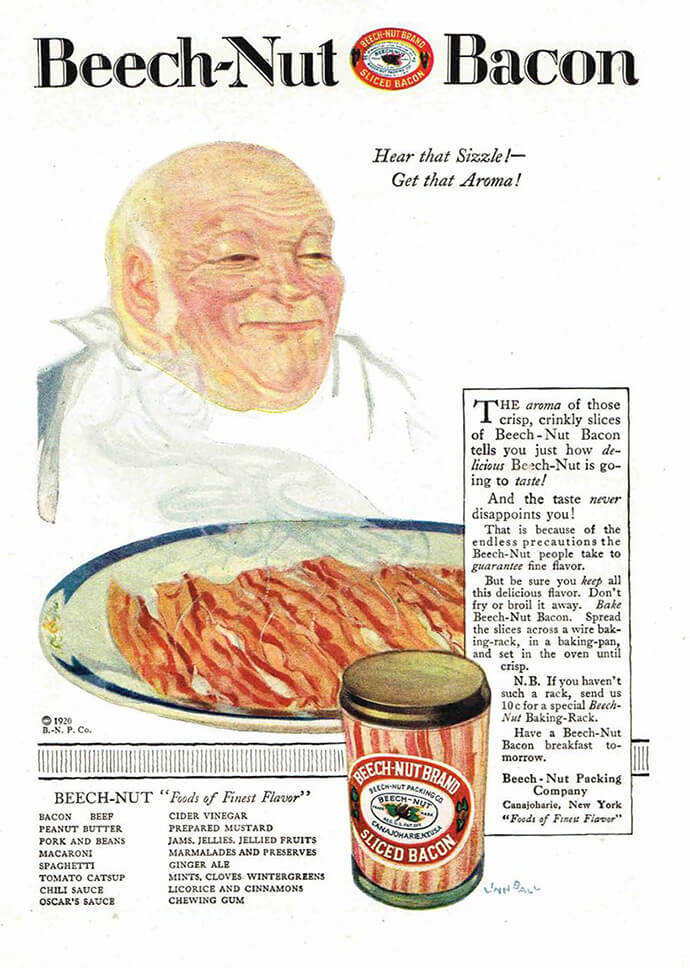 Beech-Nut Bacon
BEECH-NUT BRAND
SLICED BACON
Hear that Sizzle!—
Get that Aroma!
THE aroma of those
crisp, crinkly slices
of Beech-Nut Bacon
tells you just how de-
licious Beech-Nut is go-
ing to taste!
And the taste never
disappoints you!
That is because of the
endless precautions the
Beech-Nut people take to
guarantee fine flavor.
But be sure you keep all
this delicious flavor. Don't
fry or broil it away. Bake
Beech-Nut Bacon. Spread
the slices across a wire bak-
ing-rack, in a baking-pan,
and set in the oven until
crisp.
N.B. If you haven't
such a rack, send us
10c for a special Beech-
Nut Baking-Rack.
Have a Beech-Nut
Bacon breakfast to-
morrow.
Beech-Nut Packing
Company
Canajoharie, New York
"Foods of Finest Flavor"
© 1920
B.-N. P. Co.
BEECH-NUT "Foods of Finest Flavor"
BACON BEEF
PEANUT BUTTER
PORK AND BEANS
MACARONI
SPAGHETTI
TOMATO CATSUP
CHILI SAUCE
OSCAR'S SAUCE
CIDER VINEGAR
PREPARED MUSTARD
JAMS, JELLIES, JELLIED FRUITS
MARMALADES AND PRESERVES
GINGER ALE
MINTS, CLOVES, WINTERGREENS
LICORICE AND CINNAMONS
CHEWING GUM
BEECH-NUT BRAND
BEECH-NUT PACKING CO
BEECH-NUT
CANAJOHARIE, N.Y. U.S.A
SLICED BACON
LYNN BALL